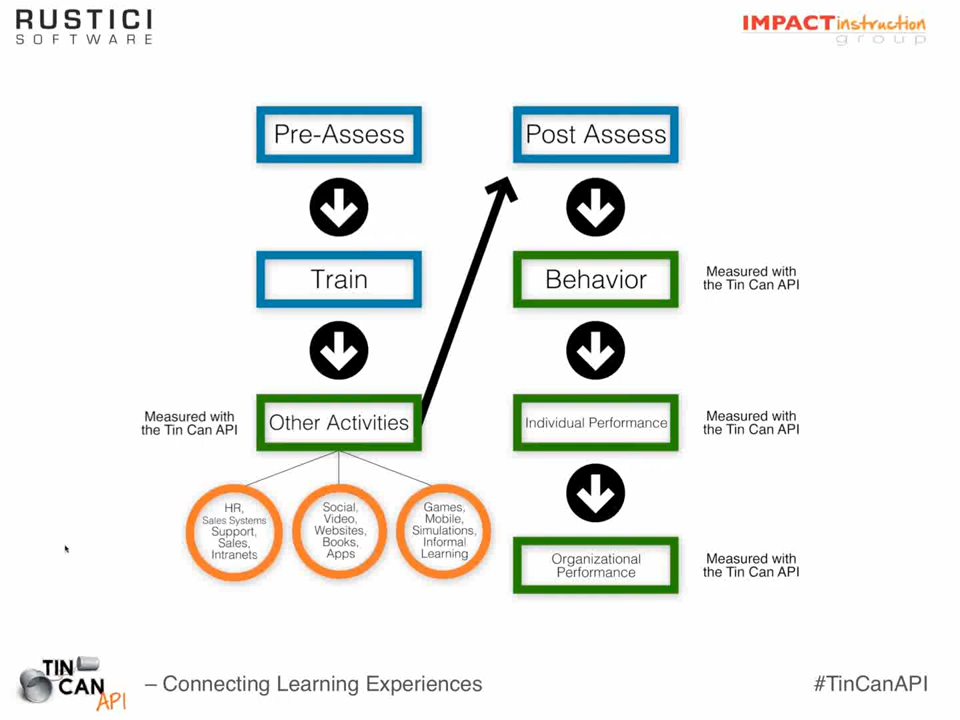 RUSTICI
SOFTWARE
IMPACTinstruction
group
Pre-Assess
Train
Measured with
the Tin Can API
Other Activities
HR,
Sales Systems
Support,
Sales,
Intranets
Social,
Video,
Websites,
Books,
Apps
Games,
Mobile,
Simulations,
Informal
Learning
Post Assess
Behavior
Measured with
the Tin Can API
Individual Performance
Measured with
the Tin Can API
Organizational
Performance
Measured with
the Tin Can API
TIN
CAN
API
– Connecting Learning Experiences
#TinCanAPI